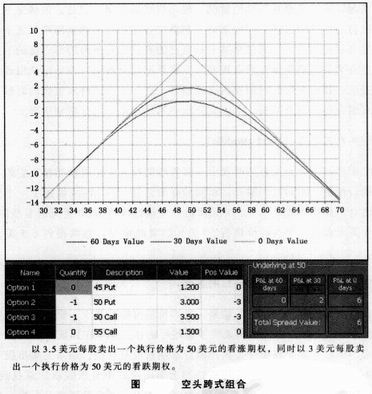 10
8
6
4
2
0
-2
-4
-6
-8
-10
-12
-14
30 32 34 36 38 40 42 44 46 48 50 52 54 56 58 60 62 64 66 68 70
60 Days Value 30 Days Value 0 Days Value
Name Quantity Description Value Pos Value
Option 1 0 45 Put 1.200 0
Option 2 -1 50 Put 3.000 -3
Option 3 -1 50 Call 3.500 -3
Option 4 0 55 Call 1.500 0
Underlying at 50
P&L at 60 days P&L at 30 P&L at 0 days
0 2 6
Total Spread Value: 6
以 3.5 美元每股卖出一个执行价格为 50 美元的看涨期权，同时以 3 美元每股卖
出一个执行价格为 50 美元的看跌期权。
图 空头跨式组合